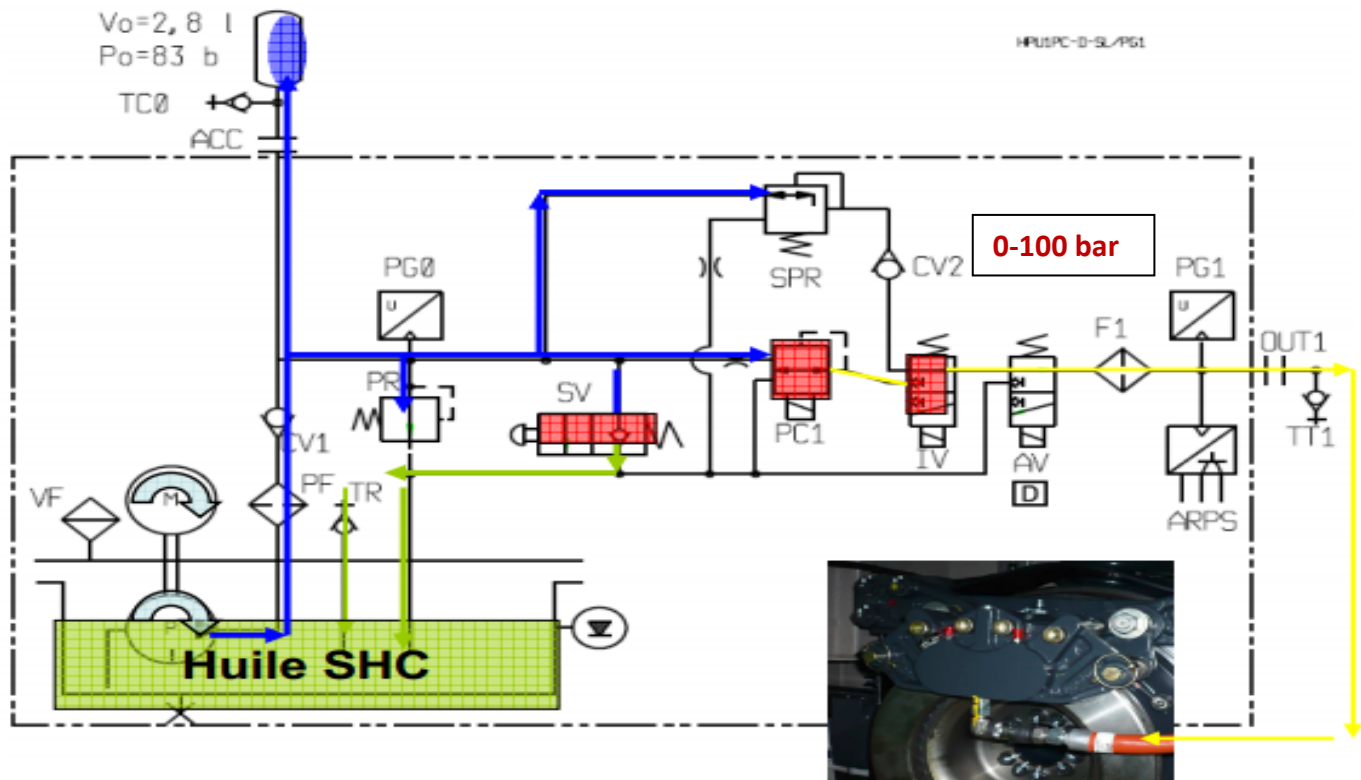 Vo=2,8 l
Po=83 b
HPU1PC-D-SL/PG1
TC0
ACC
0-100 bar
PG0
U
SPR
CV2
PG1
U
F1
OUT1
PR
SV
PC1
IV
AV
TT1
CV1
D
VF
M
PF
TR
ARPS
P
Huile SHC